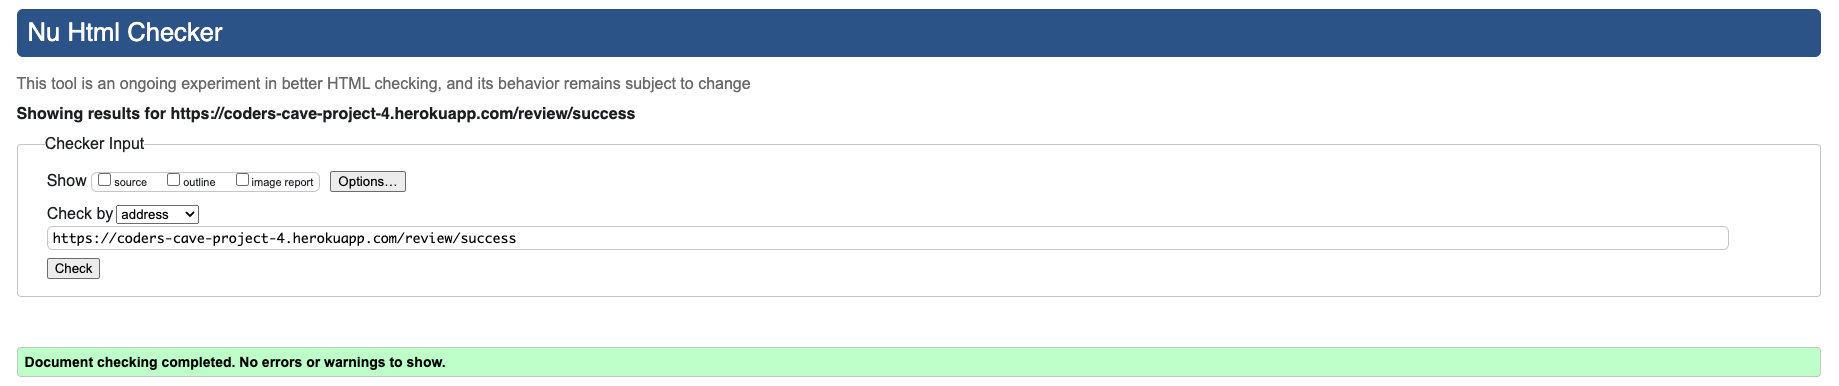 Nu Html Checker
This tool is an ongoing experiment in better HTML checking, and its behavior remains subject to change
Showing results for https://coders-cave-project-4.herokuapp.com/review/success
Checker Input
Show source outline image report Options...
Check by address
https://coders-cave-project-4.herokuapp.com/review/success
Check
Document checking completed. No errors or warnings to show.